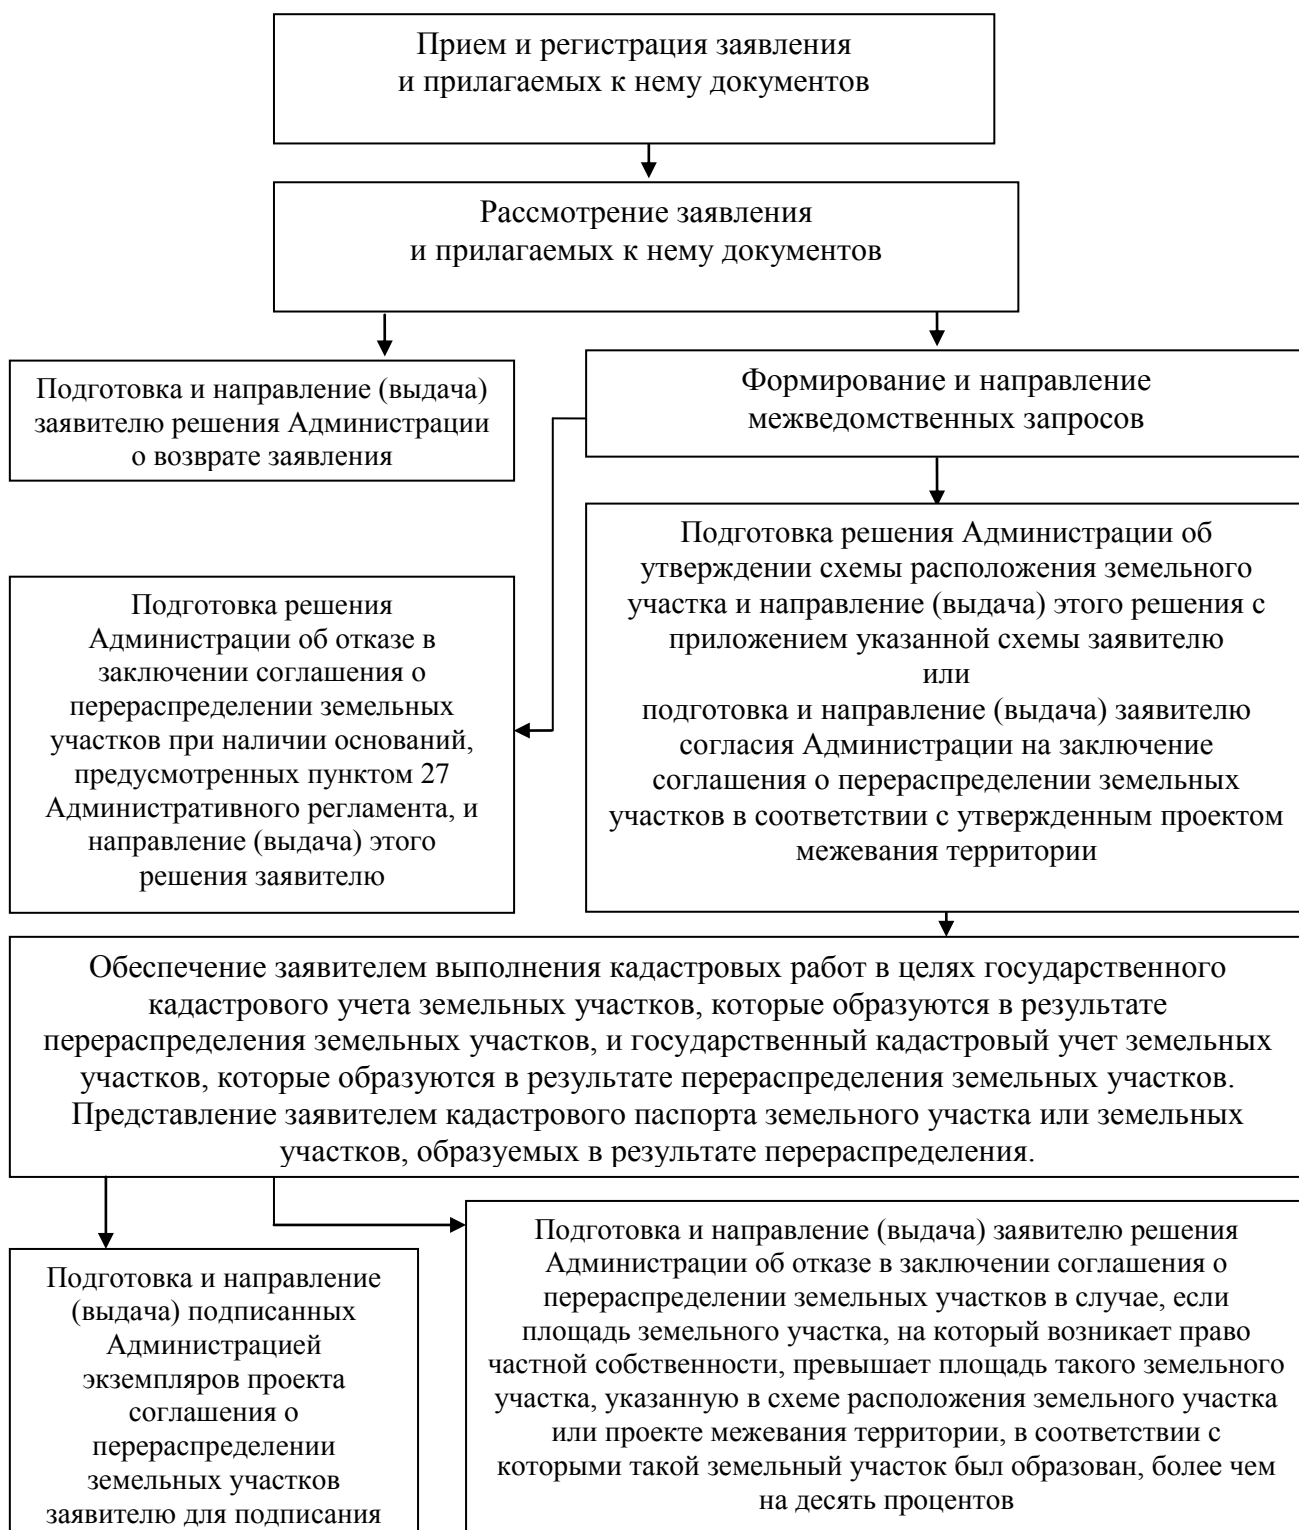 Прием и регистрация заявления
и прилагаемых к нему документов
Рассмотрение заявления
и прилагаемых к нему документов
Подготовка и направление (выдача)
заявителю решения Администрации
о возврате заявления
Формирование и направление
межведомственных запросов
Подготовка решения
Администрации об отказе в
заключении соглашения о
перераспределении земельных
участков при наличии оснований,
предусмотренных пунктом 27
Административного регламента, и
направление (выдача) этого
решения заявителю
Подготовка решения Администрации об
утверждении схемы расположения земельного
участка и направление (выдача) этого решения с
приложением указанной схемы заявителю
или
подготовка и направление (выдача) заявителю
согласия Администрации на заключение
соглашения о перераспределении земельных
участков в соответствии с утвержденным проектом
межевания территории
Обеспечение заявителем выполнения кадастровых работ в целях государственного
кадастрового учета земельных участков, которые образуются в результате
перераспределения земельных участков, и государственный кадастровый учет земельных
участков, которые образуются в результате перераспределения земельных участков.
Представление заявителем кадастрового паспорта земельного участка или земельных
участков, образуемых в результате перераспределения.
Подготовка и направление
(выдача) подписанных
Администрацией
экземпляров проекта
соглашения о
перераспределении
земельных участков
заявителю для подписания
Подготовка и направление (выдача) заявителю решения
Администрации об отказе в заключении соглашения о
перераспределении земельных участков в случае, если
площадь земельного участка, на который возникает право
частной собственности, превышает площадь такого земельного
участка, указанную в схеме расположения земельного участка
или проекте межевания территории, в соответствии с
которыми такой земельный участок был образован, более чем
на десять процентов